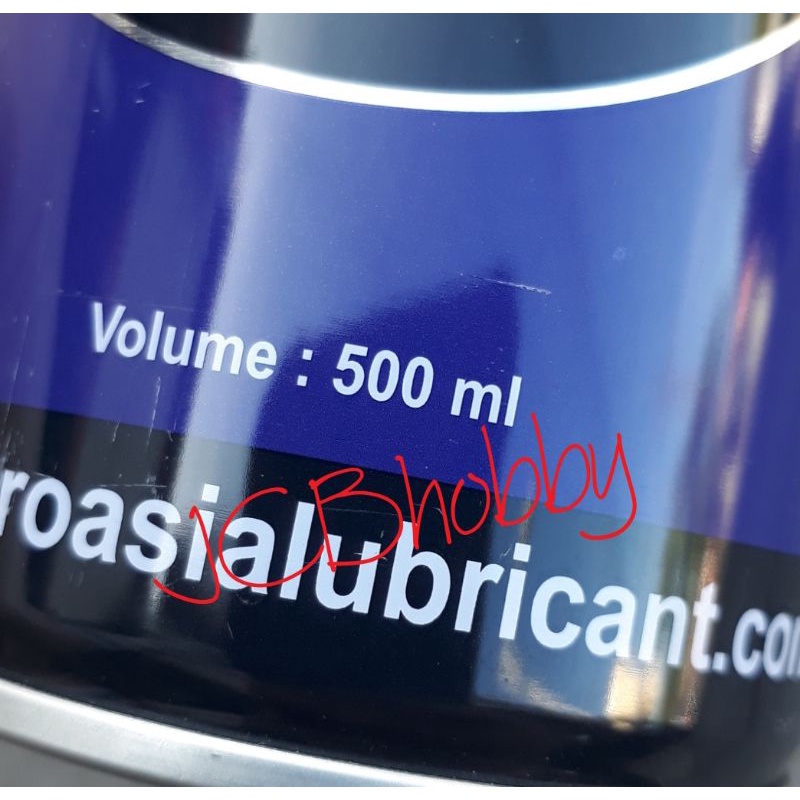 Volume : 500 ml
JCBhobby
roasialubricant.co